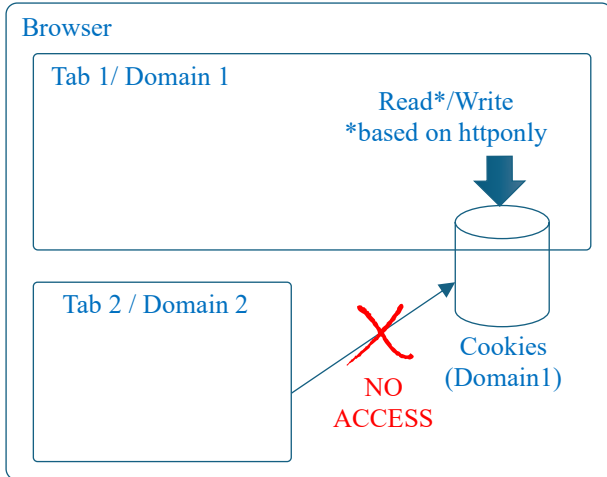 Browser
Tab 1/ Domain 1
Read*/Write
*based on httponly
Tab 2 / Domain 2
NO
ACCESS
Cookies
(Domain1)